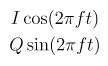 I cos(2πft)
Q sin(2πft)